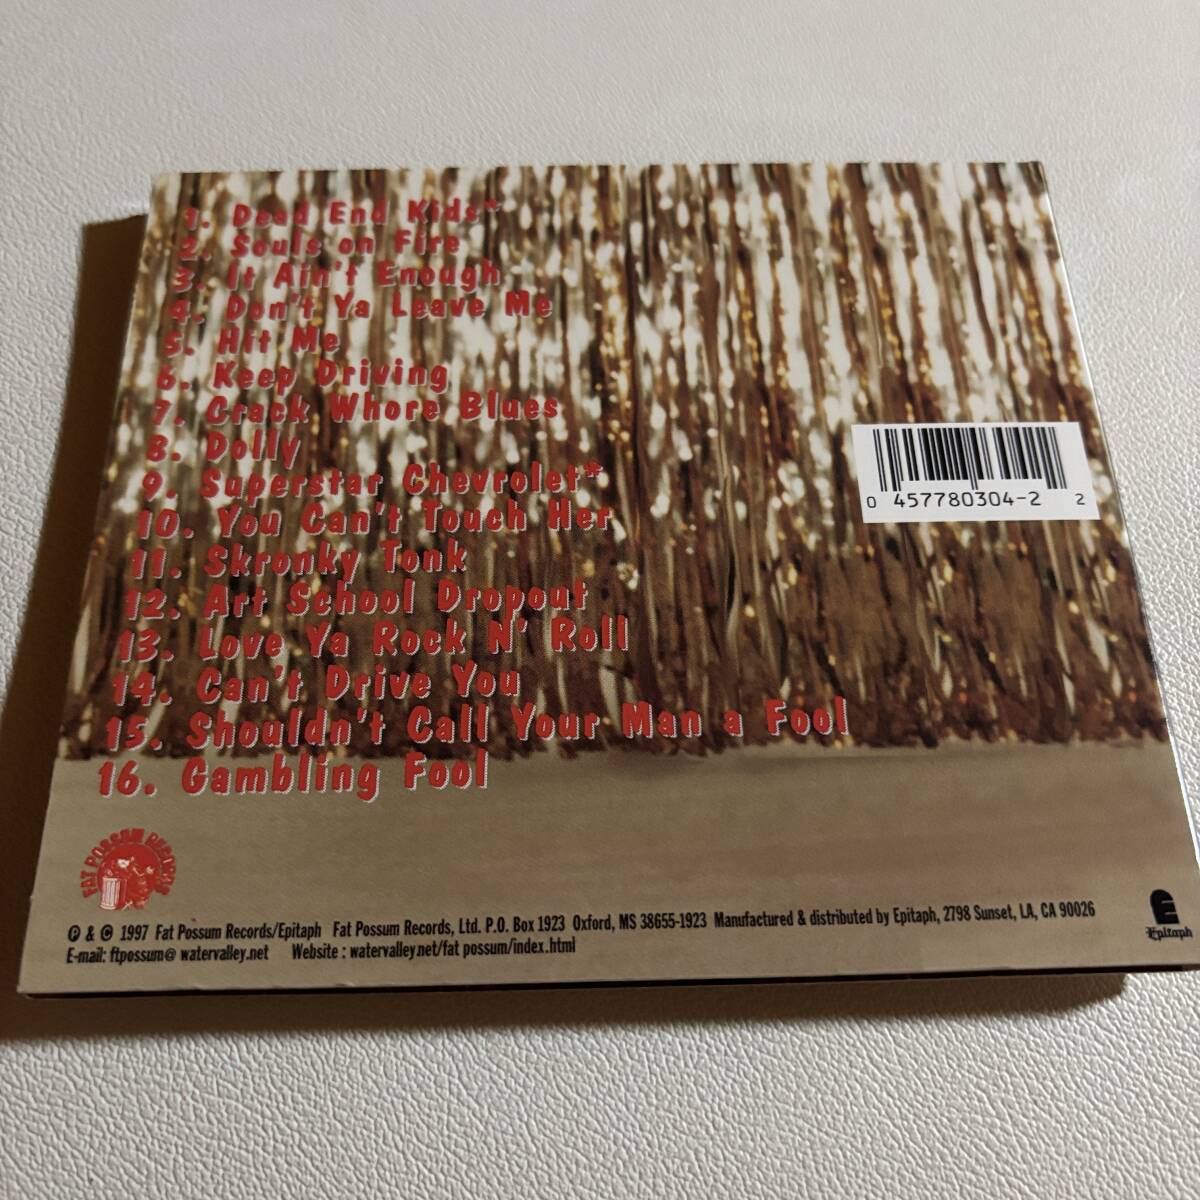 1. Dead End Kids*
2. Souls on Fire
3. It Ain't Enough
4. Don't Ya Leave Me
5. Hit Me
6. Keep Driving
7. Crack Whore Blues
8. Dolly
9. Superstar Chevrolet*
10. You Can't Touch Her
11. Skronky Tonk
12. Art School Dropout
13. Love Ya Rock N' Roll
14. Can't Drive You
15. Shouldn't Call Your Man a Fool
16. Gambling Fool
0 457780304-2 2
FAT POSSUM RECORDS
℗ & © 1997 Fat Possum Records/Epitaph Fat Possum Records, Ltd. P.O. Box 1923 Oxford, MS 38655-1923 Manufactured & distributed by Epitaph, 2798 Sunset, LA, CA 90026
E-mail: ftpossum@ watervalley.net Website : watervalley.net/fat possum/index.html
Epitaph